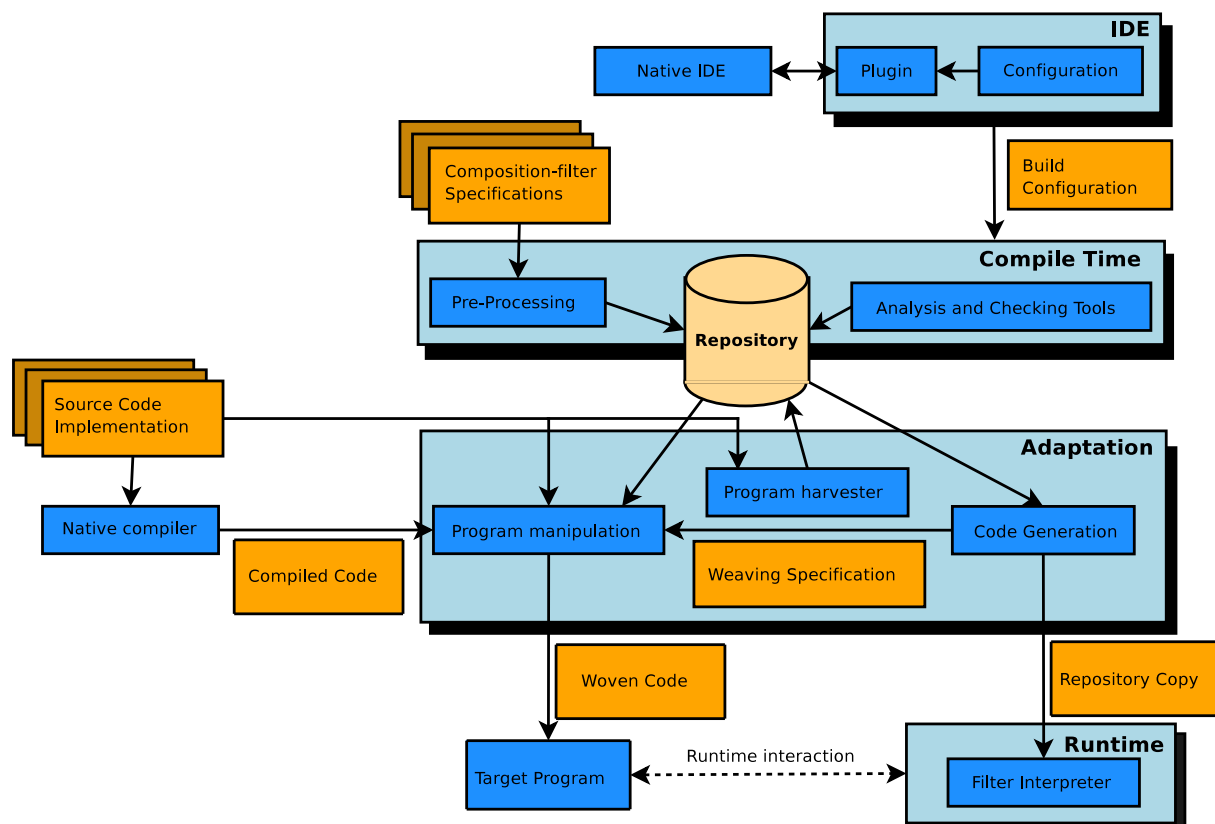 IDE
Native IDE
Plugin
Configuration
Build
Configuration
Composition-filter
Specifications
Compile Time
Pre-Processing
Analysis and Checking Tools
Repository
Source Code
Implementation
Adaptation
Program harvester
Native compiler
Program manipulation
Code Generation
Compiled Code
Weaving Specification
Woven Code
Repository Copy
Runtime
Runtime interaction
Target Program
Filter Interpreter